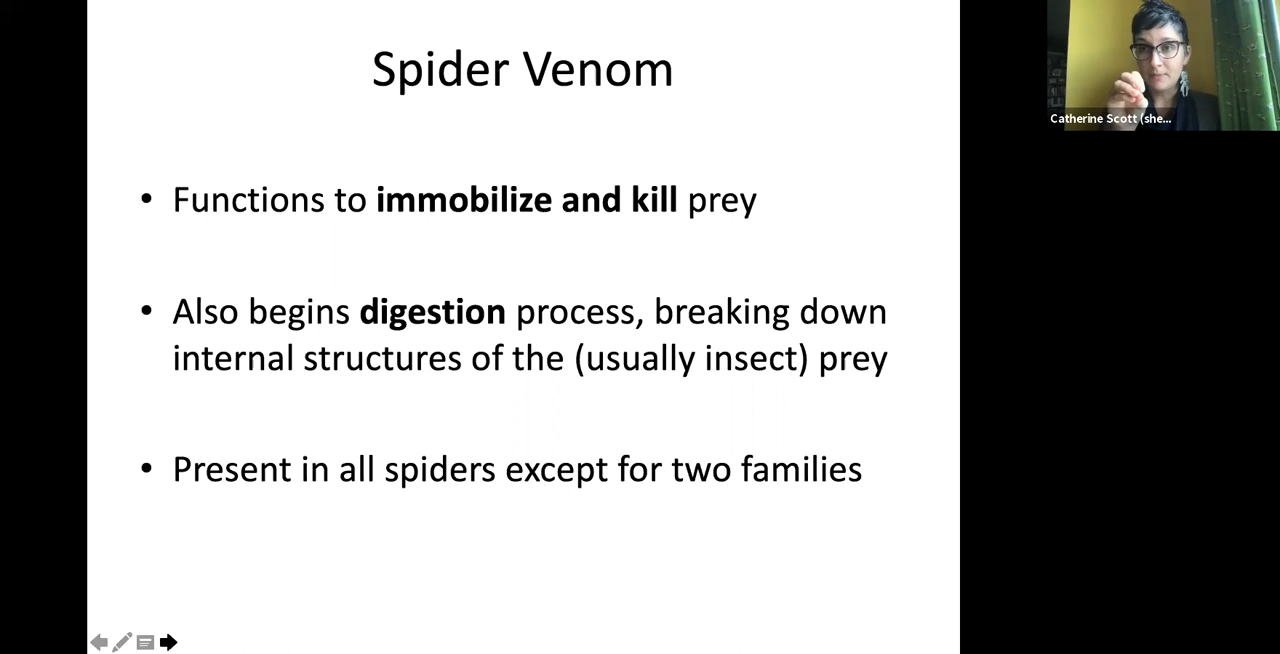 Spider Venom
Catherine Scott (she...
• Functions to immobilize and kill prey
• Also begins digestion process, breaking down
internal structures of the (usually insect) prey
• Present in all spiders except for two families